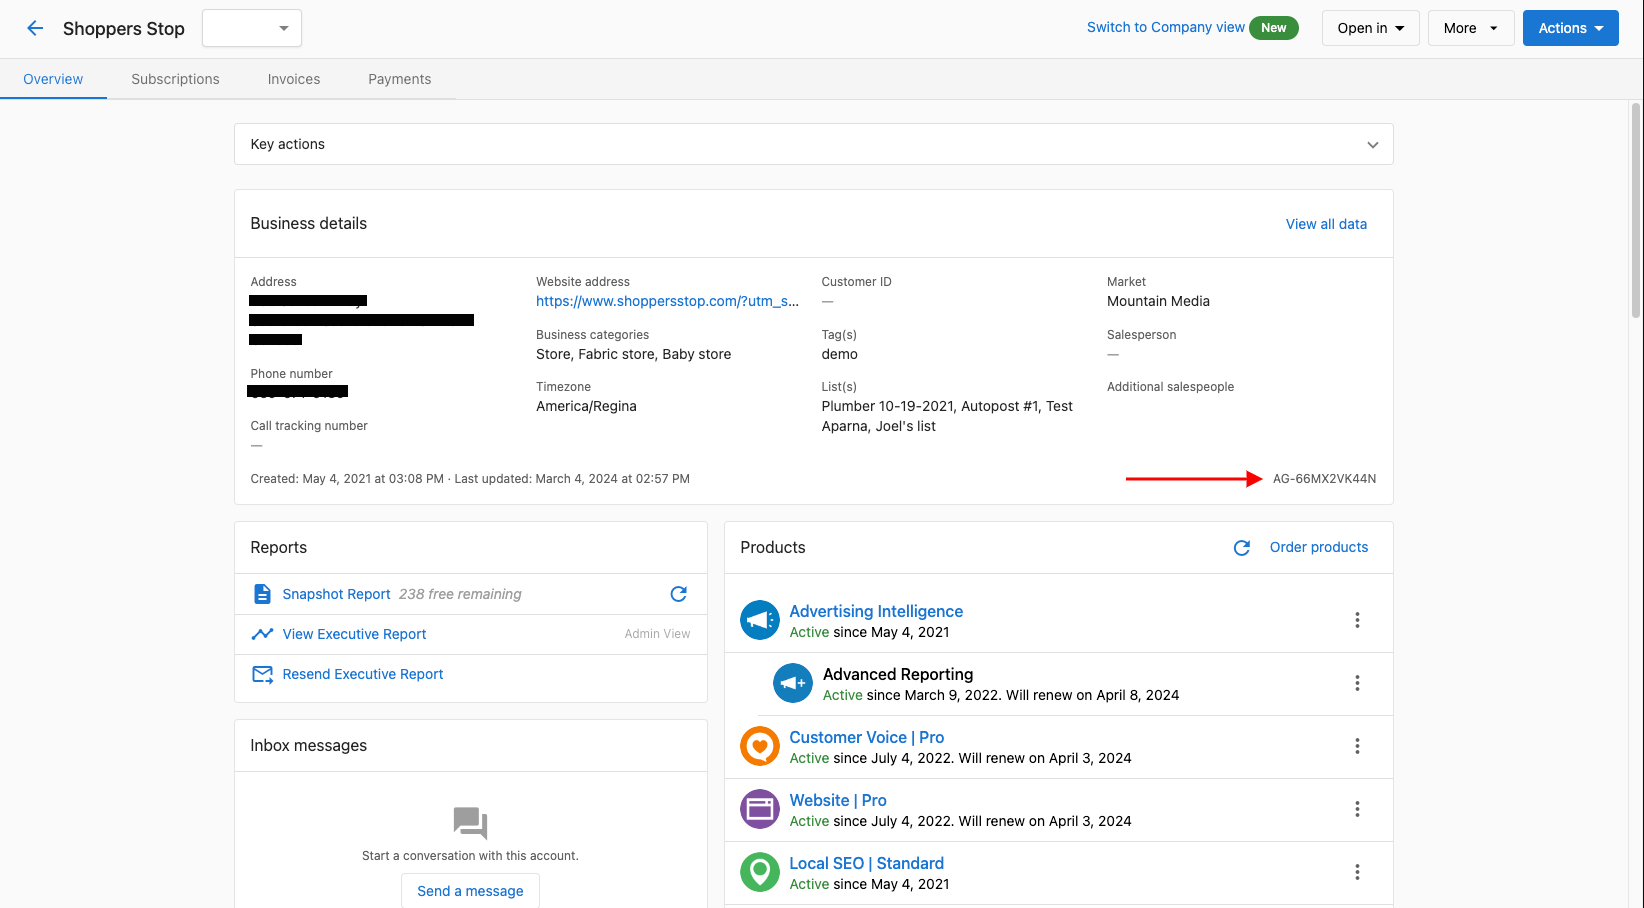 Shoppers Stop
Switch to Company view New
Open in
More
Actions
Overview
Subscriptions
Invoices
Payments
Key actions
Business details
View all data
Address
Phone number
Call tracking number
—
Website address
https://www.shoppersstop.com/?utm_s...
Business categories
Store, Fabric store, Baby store
Timezone
America/Regina
Customer ID
—
Tag(s)
demo
List(s)
Plumber 10-19-2021, Autopost #1, Test
Aparna, Joel's list
Market
Mountain Media
Salesperson
—
Additional salespeople
Created: May 4, 2021 at 03:08 PM · Last updated: March 4, 2024 at 02:57 PM
AG-66MX2VK44N
Reports
Snapshot Report 238 free remaining
View Executive Report
Admin View
Resend Executive Report
Inbox messages
Start a conversation with this account.
Send a message
Products
Order products
Advertising Intelligence
Active since May 4, 2021
Advanced Reporting
Active since March 9, 2022. Will renew on April 8, 2024
Customer Voice | Pro
Active since July 4, 2022. Will renew on April 3, 2024
Website | Pro
Active since July 4, 2022. Will renew on April 3, 2024
Local SEO | Standard
Active since May 4, 2021